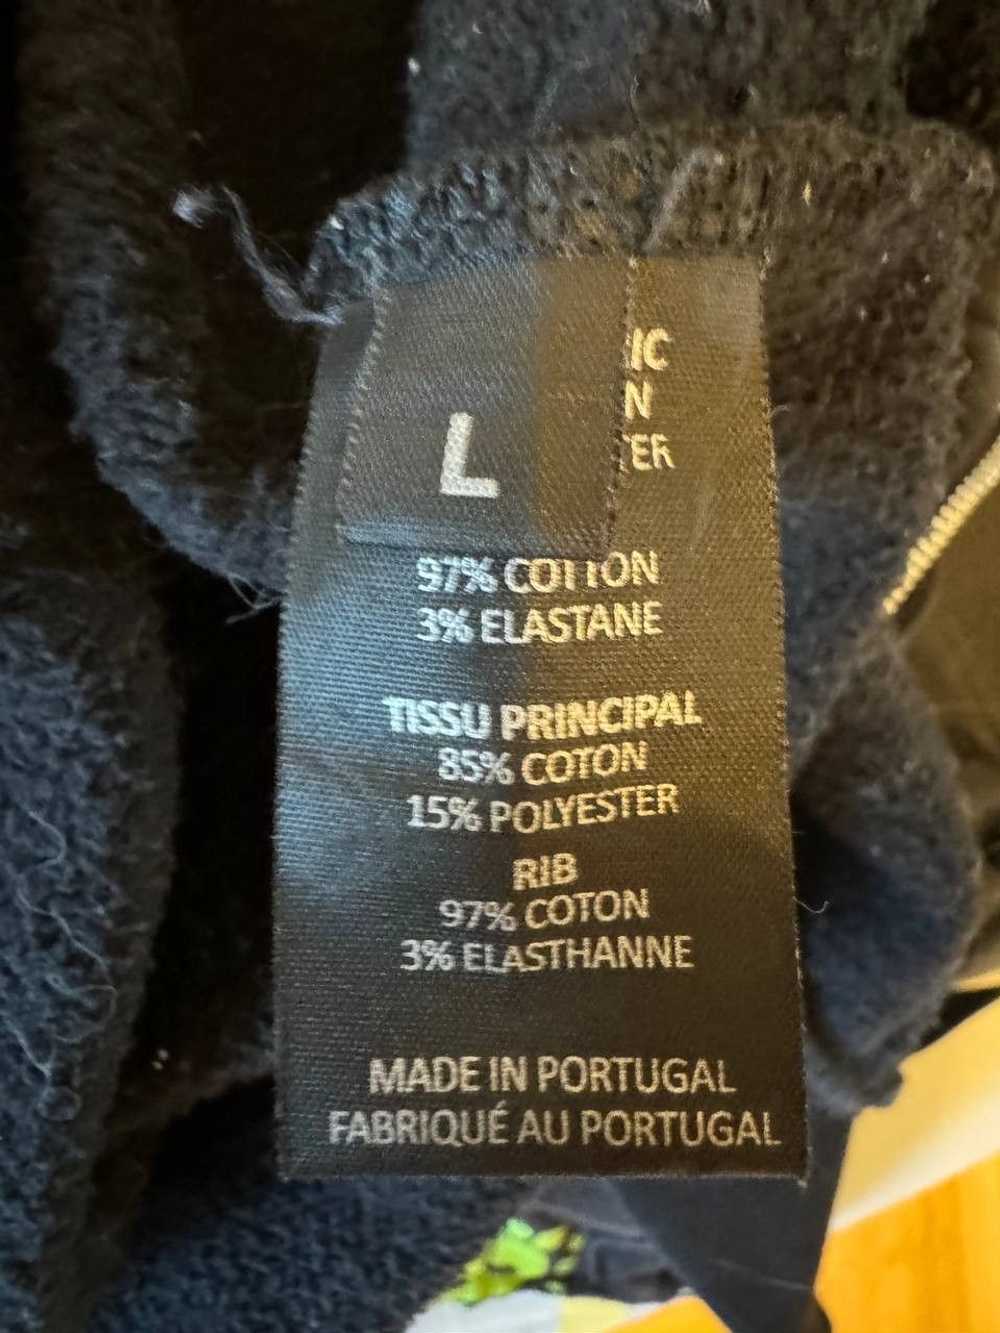 L
97% COTTON
3% ELASTANE
TISSU PRINCIPAL
85% COTON
15% POLYESTER
RIB
97% COTON
3% ELASTHANNE
MADE IN PORTUGAL
FABRIQUÉ AU PORTUGAL